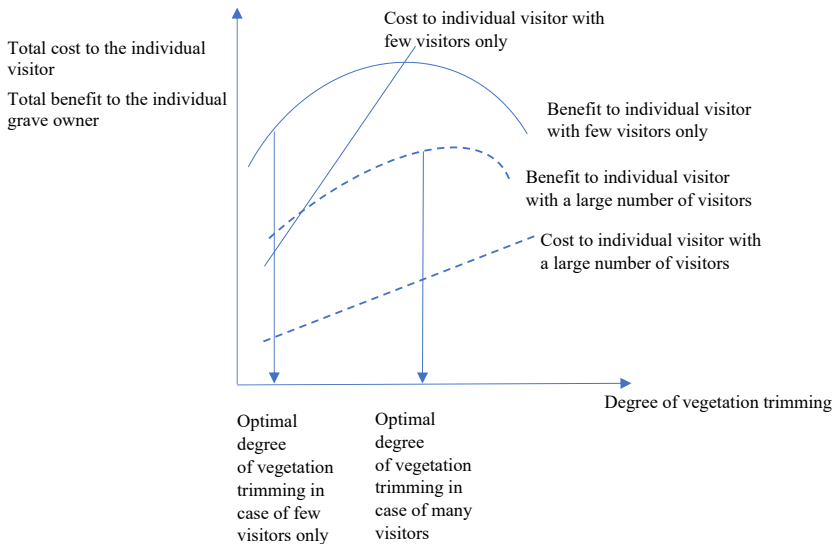 Cost to individual visitor with
few visitors only
Total cost to the individual
visitor
Total benefit to the individual
grave owner
Benefit to individual visitor
with few visitors only
Benefit to individual visitor
with a large number of visitors
Cost to individual visitor with
a large number of visitors
Degree of vegetation trimming
Optimal
degree
of vegetation
trimming in
case of few
visitors only
Optimal
degree
of vegetation
trimming in
case of many
visitors